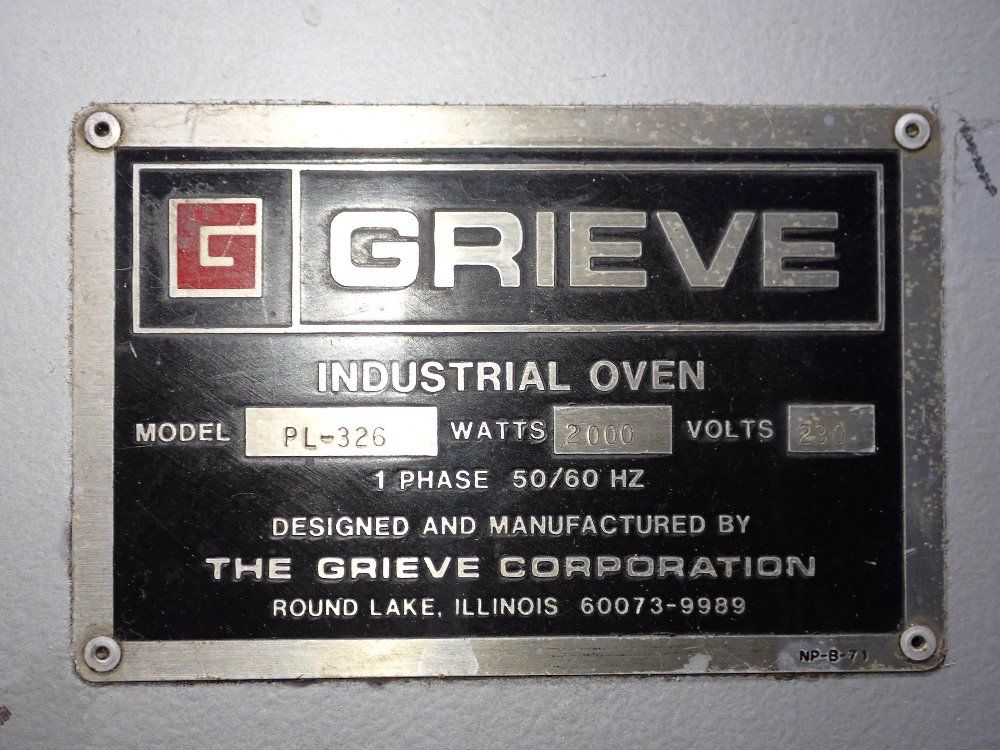 G GRIEVE
INDUSTRIAL OVEN
MODEL PL-326 WATTS 2000 VOLTS 230
1 PHASE 50/60 HZ
DESIGNED AND MANUFACTURED BY
THE GRIEVE CORPORATION
ROUND LAKE, ILLINOIS 60073-9989
NP-B-71